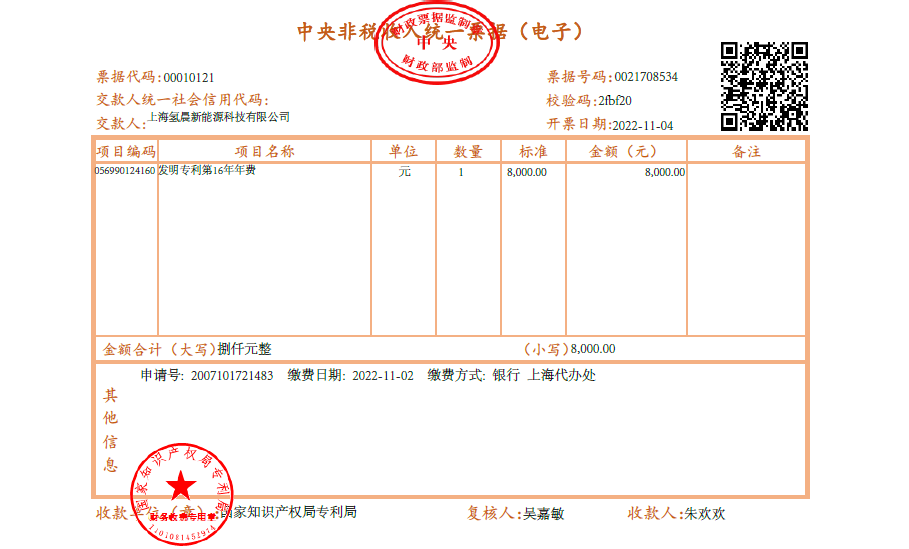 中央非税收入统一票据（电子）
财政票据监制章
中央
财政部监制
票据代码:00010121
票据号码:0021708534
交款人统一社会信用代码:
校验码:2fbf20
交款人:上海氢晨新能源科技有限公司
开票日期:2022-11-04
项目编码 项目名称 单位 数量 标准 金额（元） 备注
056990124160 发明专利第16年年费 元 1 8,000.00 8,000.00
金额合计（大写）捌仟元整 （小写）8,000.00
其他信息
申请号: 2007101721483 缴费日期: 2022-11-02 缴费方式: 银行 上海代办处
国家知识产权局专利局
财务收费专用章
收款单位（章）:国家知识产权局专利局 复核人:吴嘉敏 收款人:朱欢欢